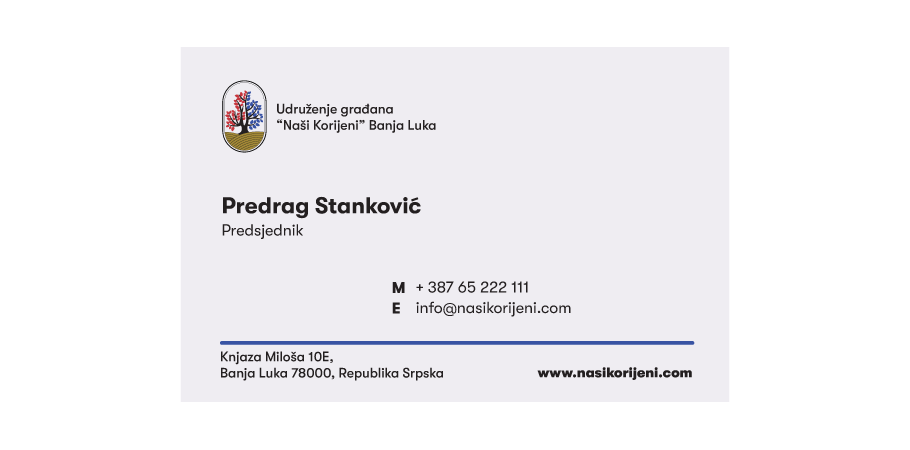 Udruženje građana
“Naši Korijeni” Banja Luka
Predrag Stanković
Predsjednik
M + 387 65 222 111
E info@nasikorijeni.com
Knjaza Miloša 10E,
Banja Luka 78000, Republika Srpska
www.nasikorijeni.com